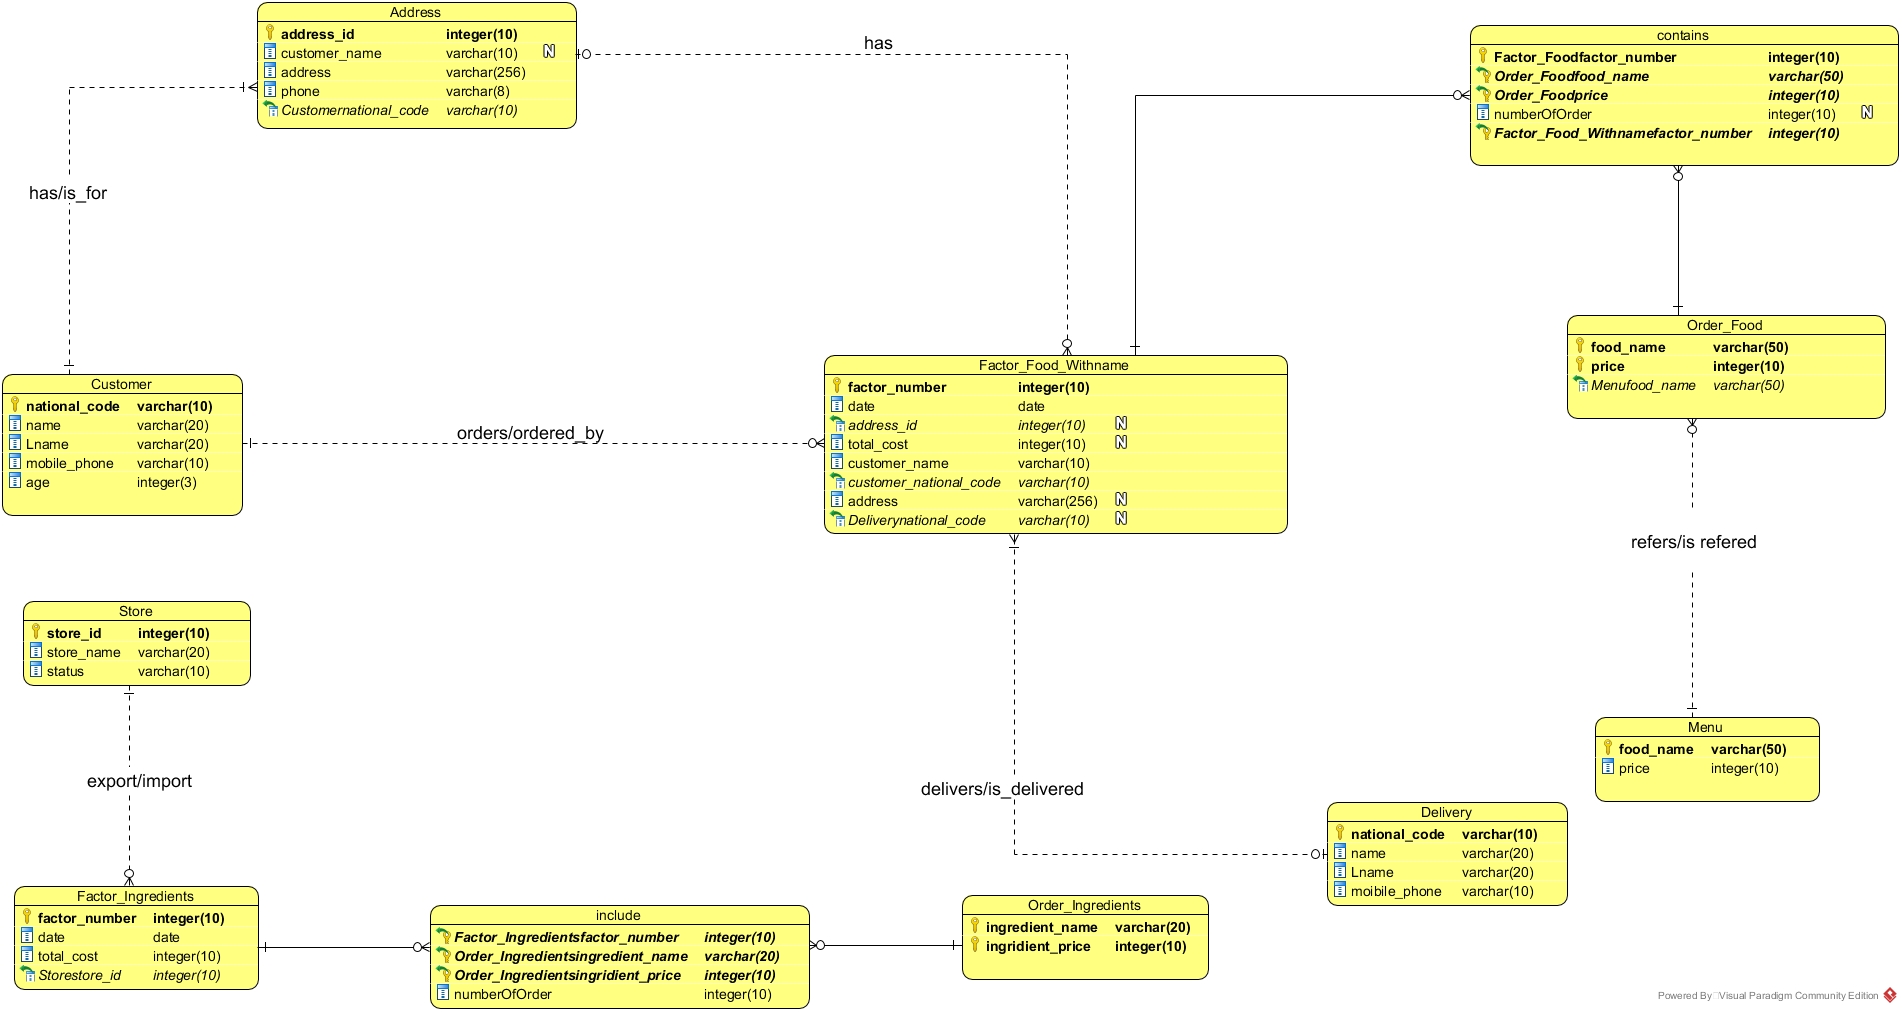 Address
address_id integer(10)
customer_name varchar(10) N
address varchar(256)
phone varchar(8)
Customernational_code varchar(10)
has
contains
Factor_Foodfactor_number integer(10)
Order_Foodfood_name varchar(50)
Order_Foodprice integer(10)
numberOfOrder integer(10) N
Factor_Food_Withnamefactor_number integer(10)
has/is_for
Order_Food
food_name varchar(50)
price integer(10)
Menufood_name varchar(50)
Customer
national_code varchar(10)
name varchar(20)
Lname varchar(20)
mobile_phone varchar(10)
age integer(3)
orders/ordered_by
Factor_Food_Withname
factor_number integer(10)
date date
address_id integer(10) N
total_cost integer(10) N
customer_name varchar(10)
customer_national_code varchar(10)
address varchar(256) N
Deliverynational_code varchar(10) N
refers/is refered
Store
store_id integer(10)
store_name varchar(20)
status varchar(10)
export/import
delivers/is_delivered
Menu
food_name varchar(50)
price integer(10)
Delivery
national_code varchar(10)
name varchar(20)
Lname varchar(20)
moibile_phone varchar(10)
Factor_Ingredients
factor_number integer(10)
date date
total_cost integer(10)
Storestore_id integer(10)
include
Factor_Ingredientsfactor_number integer(10)
Order_Ingredientsingredient_name varchar(20)
Order_Ingredientsingridient_price integer(10)
numberOfOrder integer(10)
Order_Ingredients
ingredient_name varchar(20)
ingridient_price integer(10)
Powered By Visual Paradigm Community Edition